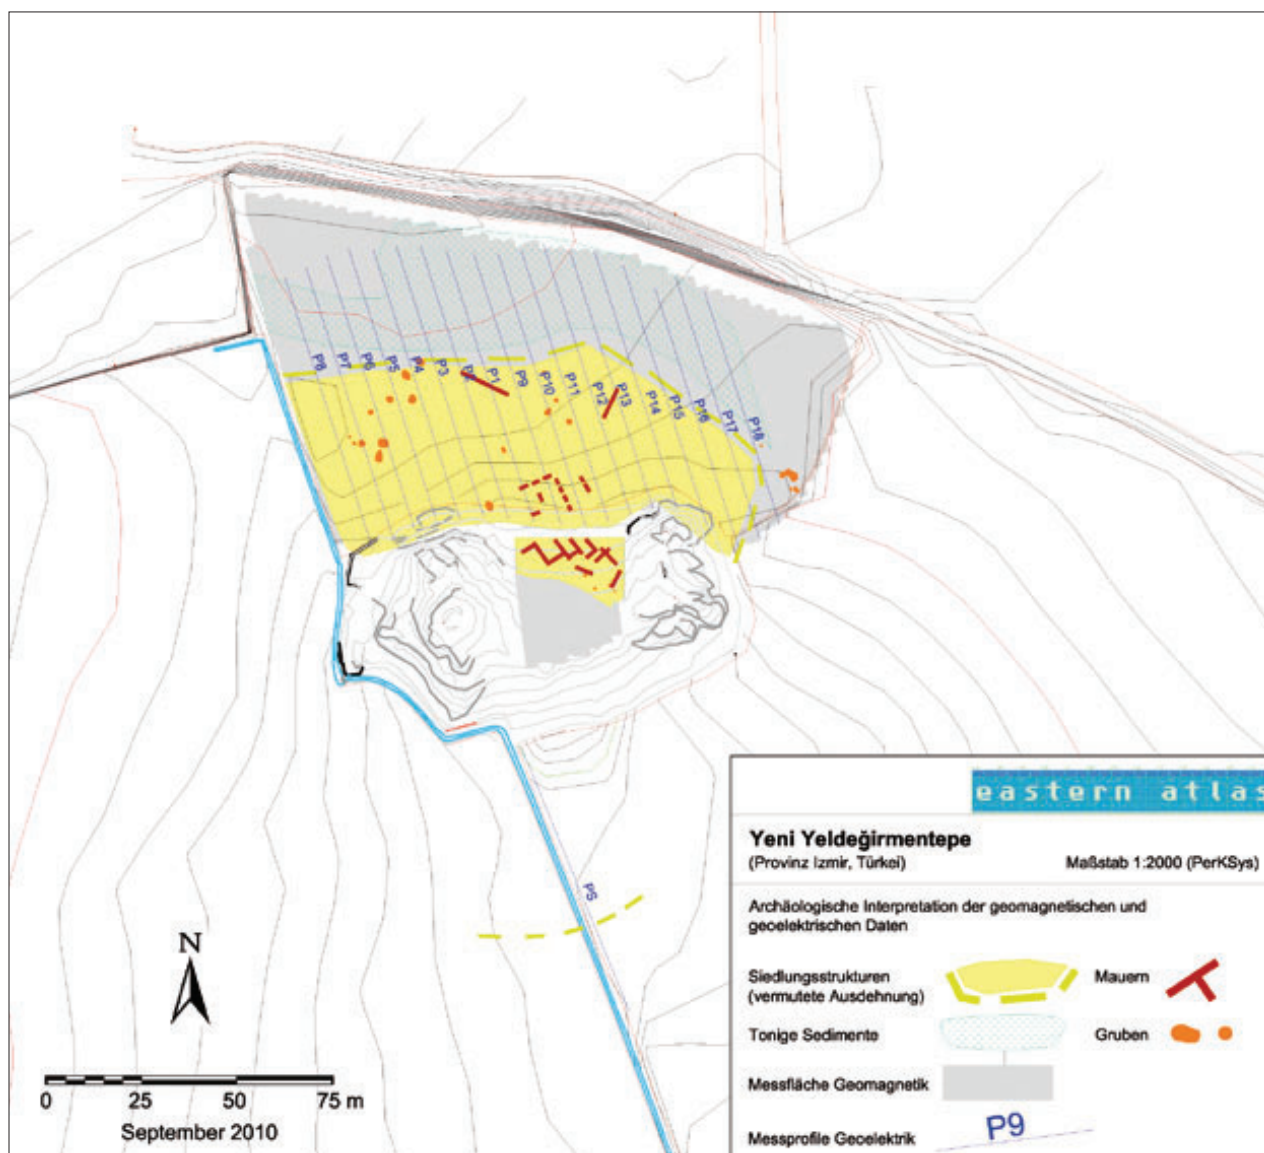 P8 P7 P6 P5 P4 P3 P1 P9 P10 P11 P12 P13 P14 P15 P16 P17 P18
PS
N
0 25 50 75 m
September 2010
eastern atlas
Yeni Yeldeğirmentepe
(Provinz Izmir, Türkei) Maßstab 1:2000 (PerKSys)
Archäologische Interpretation der geomagnetischen und
geoelektrischen Daten
Siedlungsstrukturen
(vermutete Ausdehnung)
Mauern
Tonige Sedimente
Gruben
Messfläche Geomagnetik
Messprofile Geoelektrik
P9